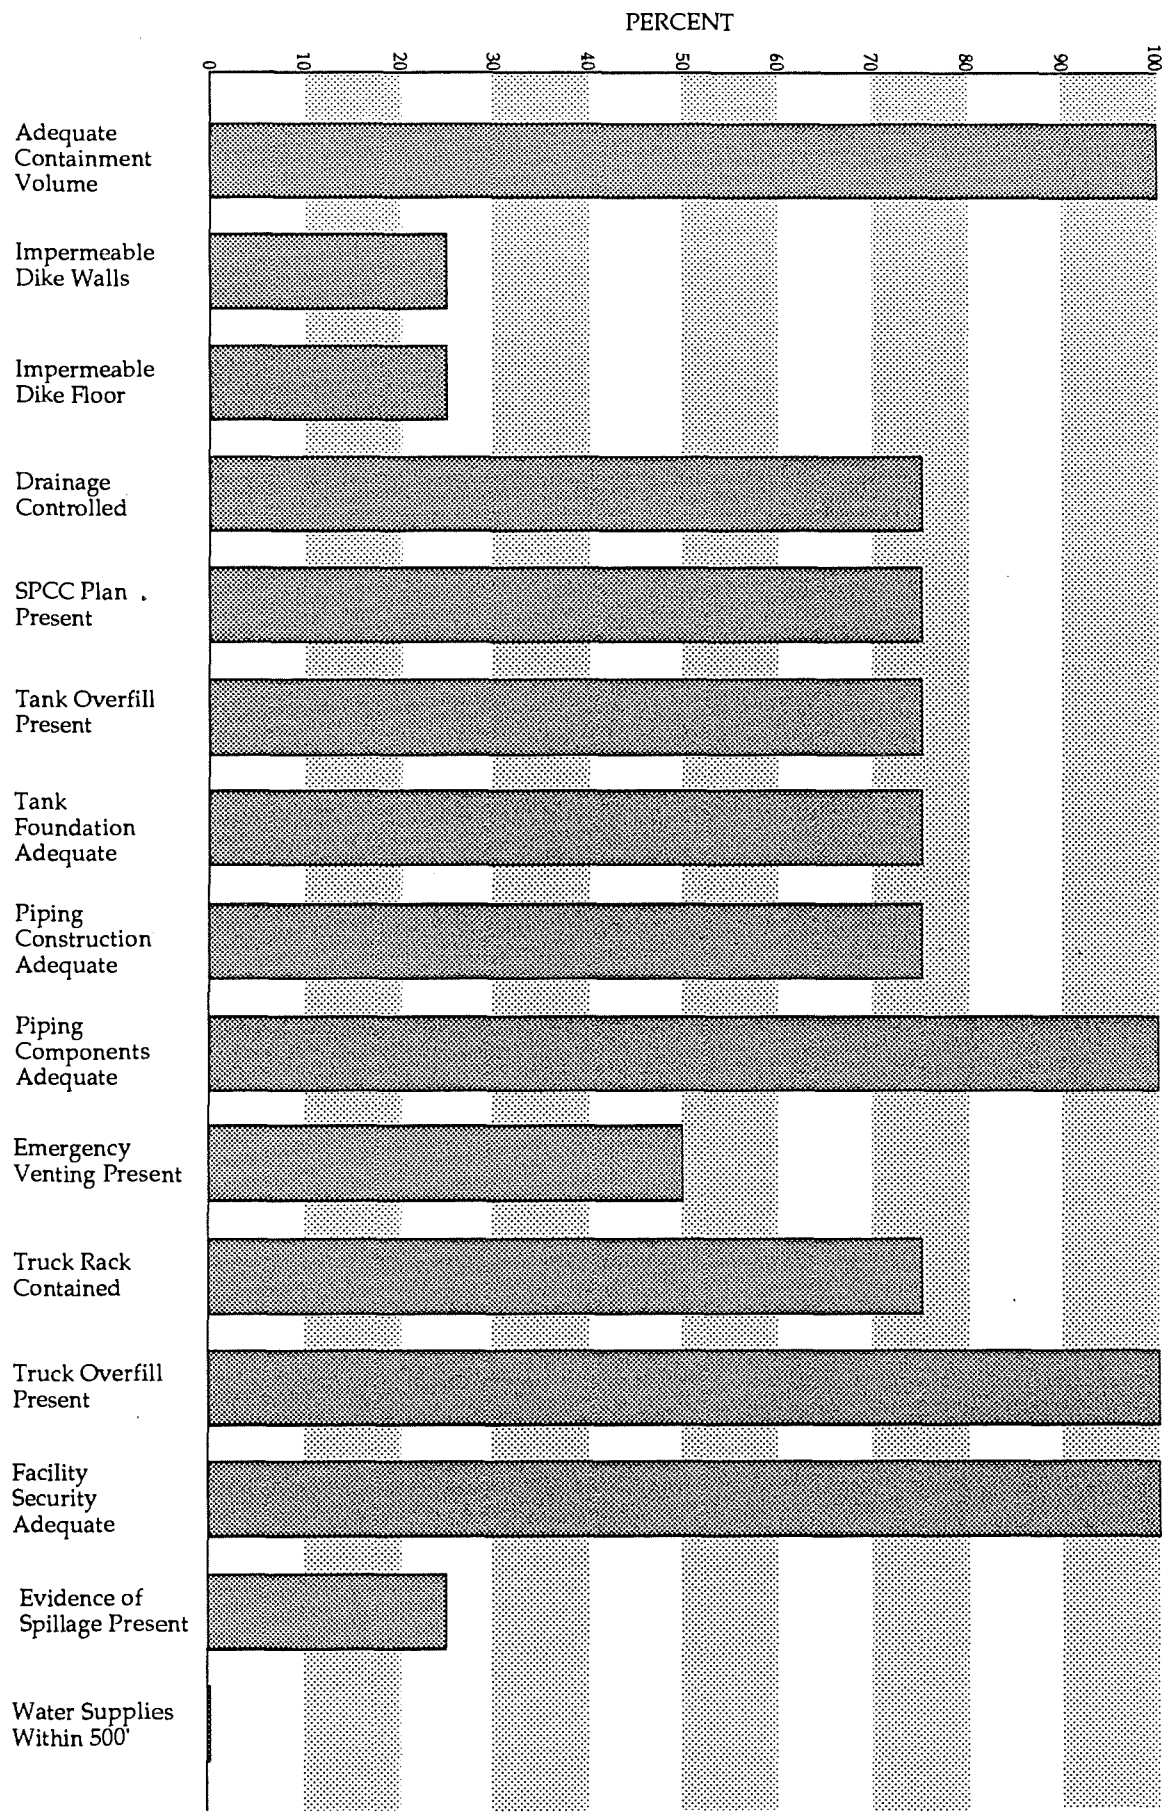 PERCENT
0 10 20 30 40 50 60 70 80 90 100
Adequate
Containment
Volume
Impermeable
Dike Walls
Impermeable
Dike Floor
Drainage
Controlled
SPCC Plan
Present
Tank Overfill
Present
Tank
Foundation
Adequate
Piping
Construction
Adequate
Piping
Components
Adequate
Emergency
Venting Present
Truck Rack
Contained
Truck Overfill
Present
Facility
Security
Adequate
Evidence of
Spillage Present
Water Supplies
Within 500'